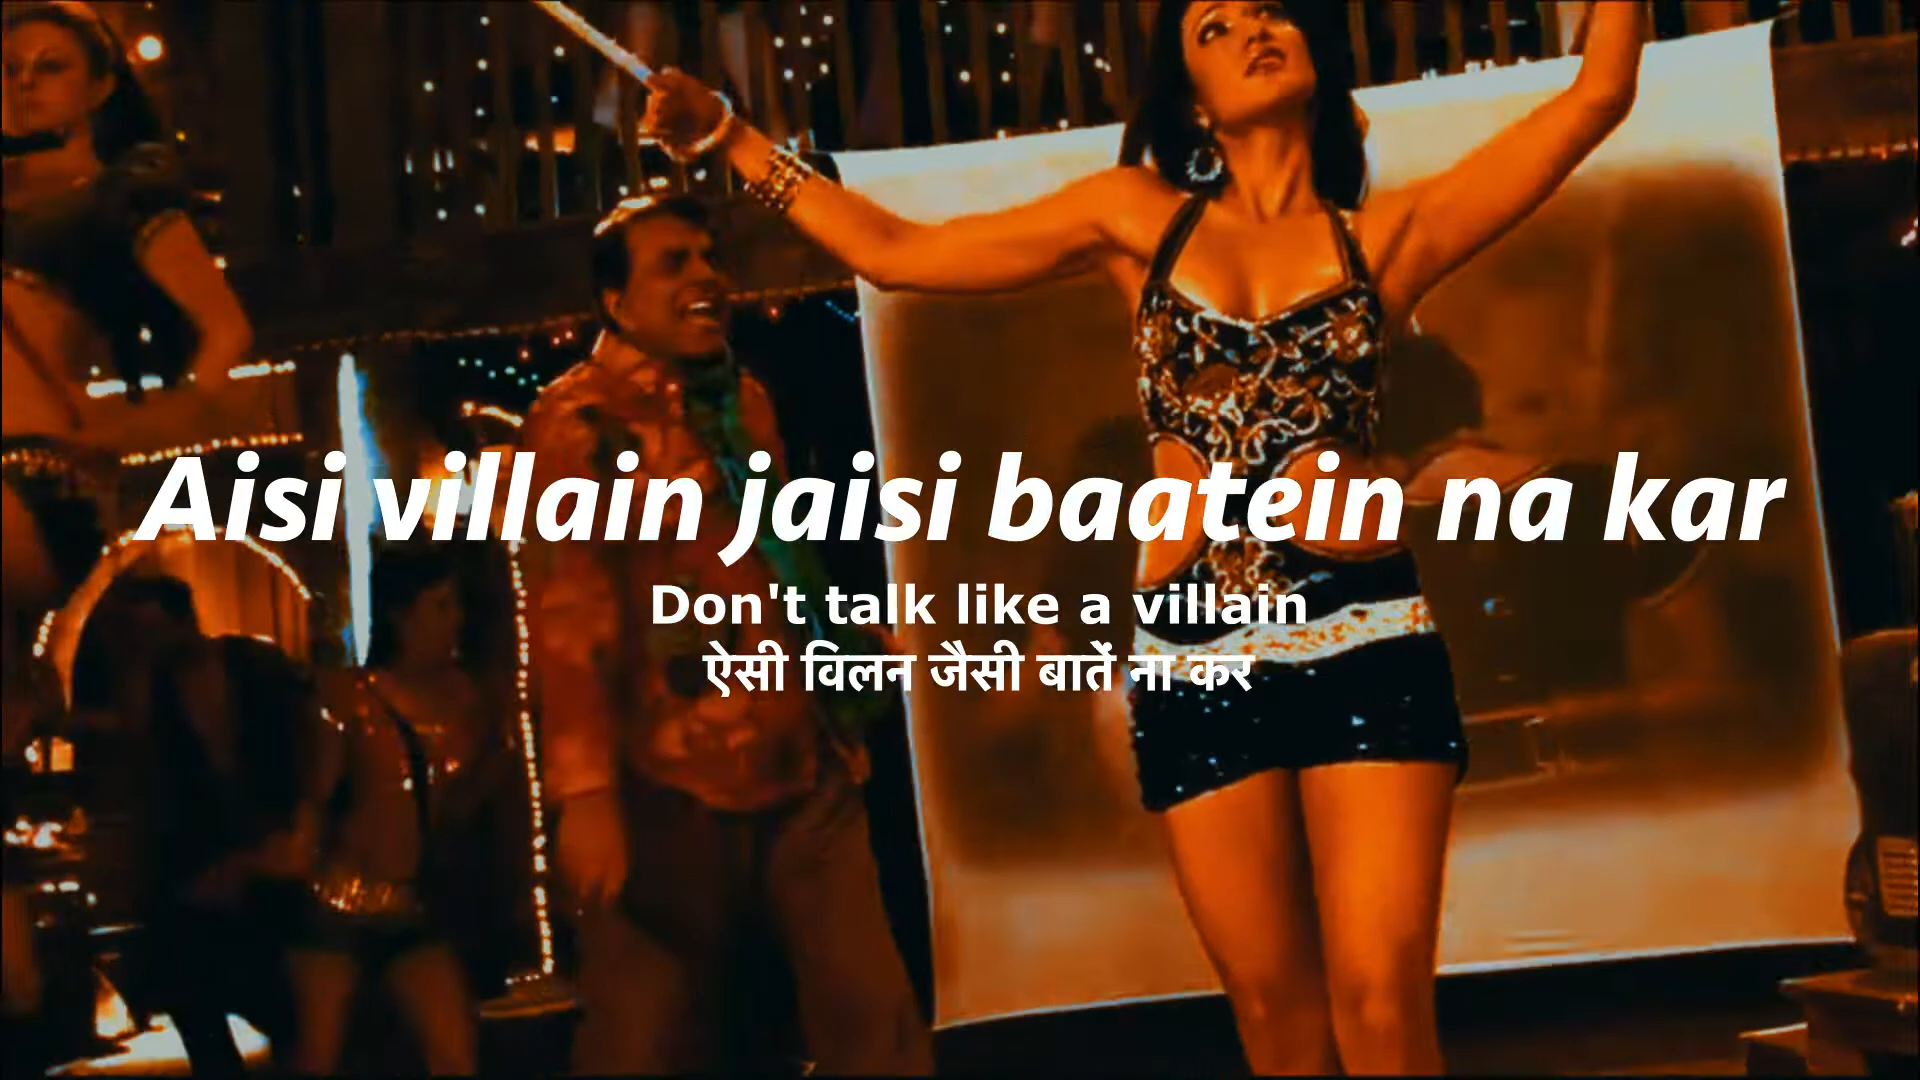 Aisi villain jaisi baatein na kar
Don't talk like a villain
ऐसी विलन जैसी बातें ना कर